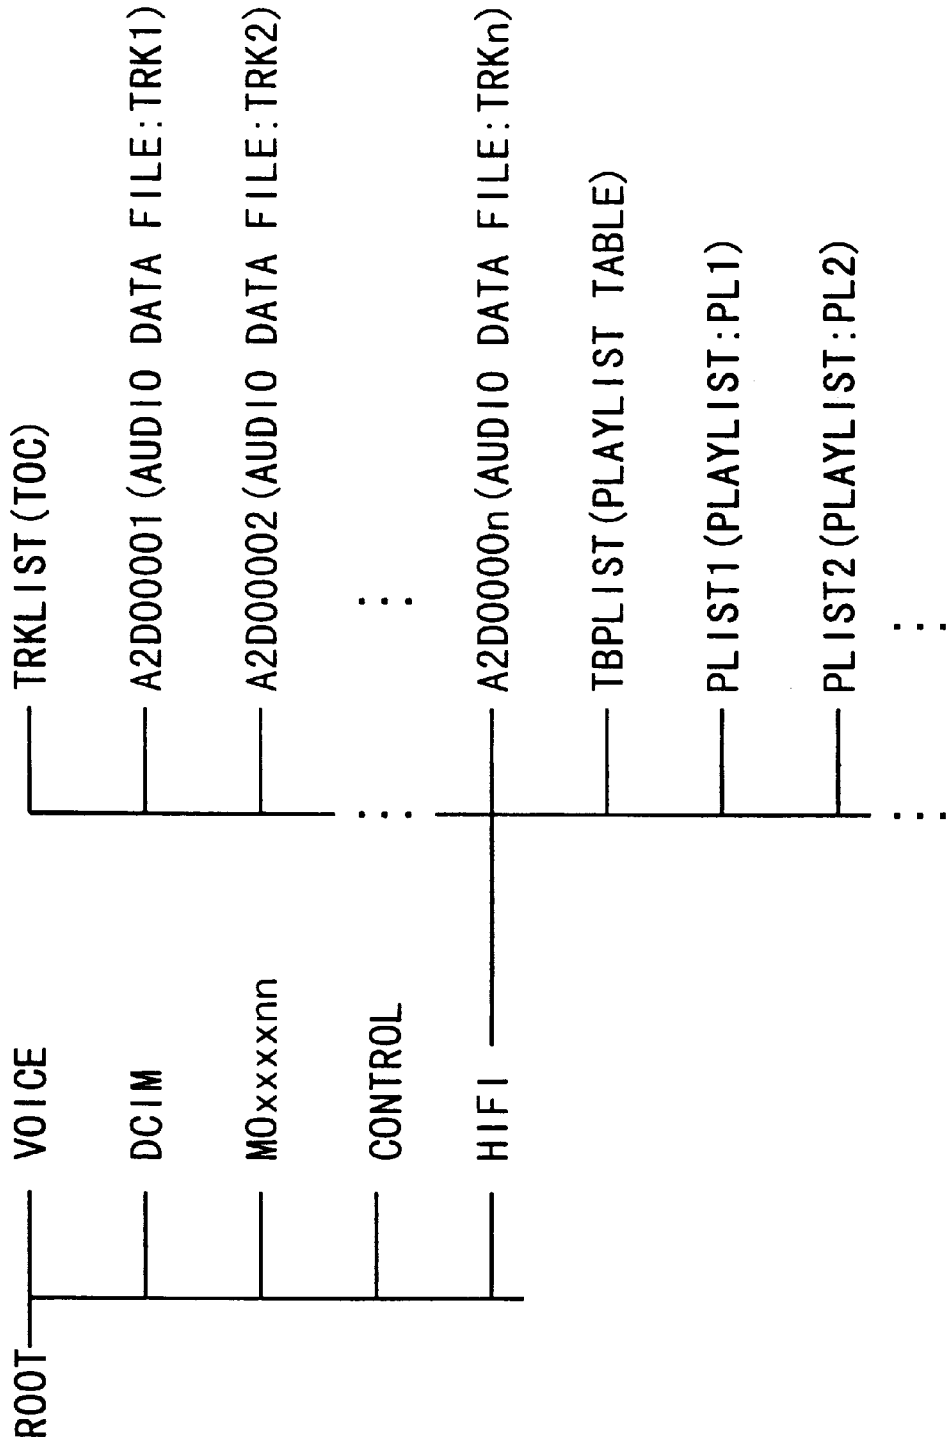 ROOT
VOICE
DCIM
MOxxxxnn
CONTROL
HIFI
TRKLIST(TOC)
A2D00001(AUDIO DATA FILE:TRK1)
A2D00002(AUDIO DATA FILE:TRK2)
...
...
A2D0000n(AUDIO DATA FILE:TRKn)
TBPLIST(PLAYLIST TABLE)
PLIST1(PLAYLIST:PL1)
PLIST2(PLAYLIST:PL2)
...
...